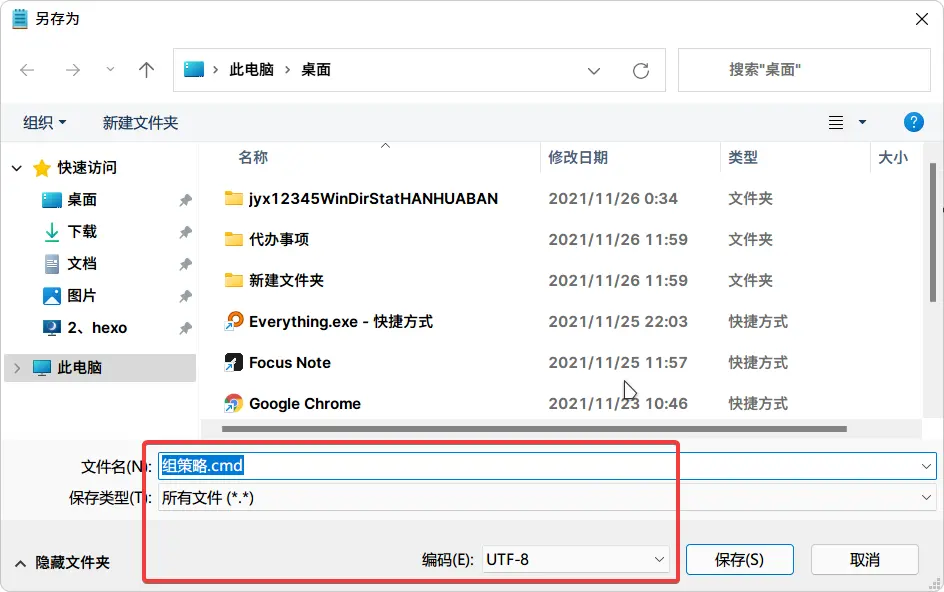 另存为
此电脑 › 桌面
搜索"桌面"
组织
新建文件夹
?
名称 修改日期 类型 大小
快速访问
桌面
下载
文档
图片
2、hexo
此电脑
jyx12345WinDirStatHANHUABAN 2021/11/26 0:34 文件夹
代办事项 2021/11/26 11:59 文件夹
新建文件夹 2021/11/26 11:59 文件夹
Everything.exe - 快捷方式 2021/11/25 22:03 快捷方式
Focus Note 2021/11/25 11:57 快捷方式
Google Chrome 2021/11/23 10:46 快捷方式
文件名(N): 组策略.cmd
保存类型(T): 所有文件 (*.*)
隐藏文件夹 编码(E): UTF-8 保存(S) 取消